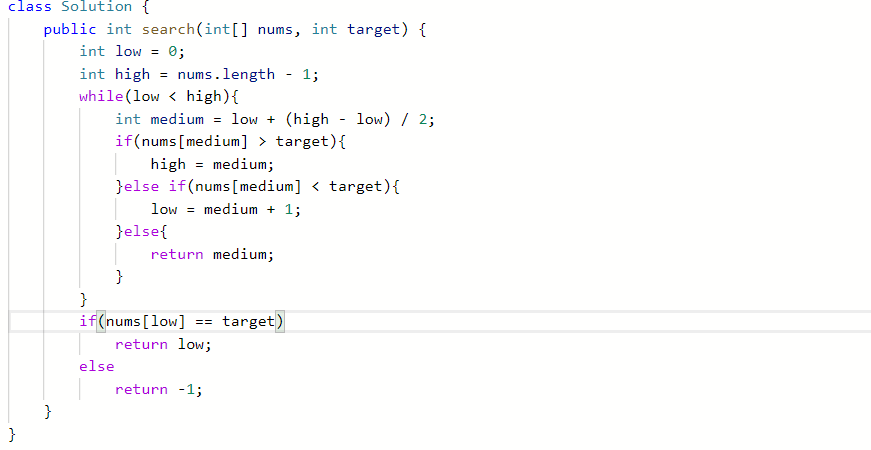 class Solution {
    public int search(int[] nums, int target) {
        int low = 0;
        int high = nums.length - 1;
        while(low < high){
            int medium = low + (high - low) / 2;
            if(nums[medium] > target){
                high = medium;
            }else if(nums[medium] < target){
                low = medium + 1;
            }else{
                return medium;
            }
        }
        if(nums[low] == target)
            return low;
        else
            return -1;
    }
}